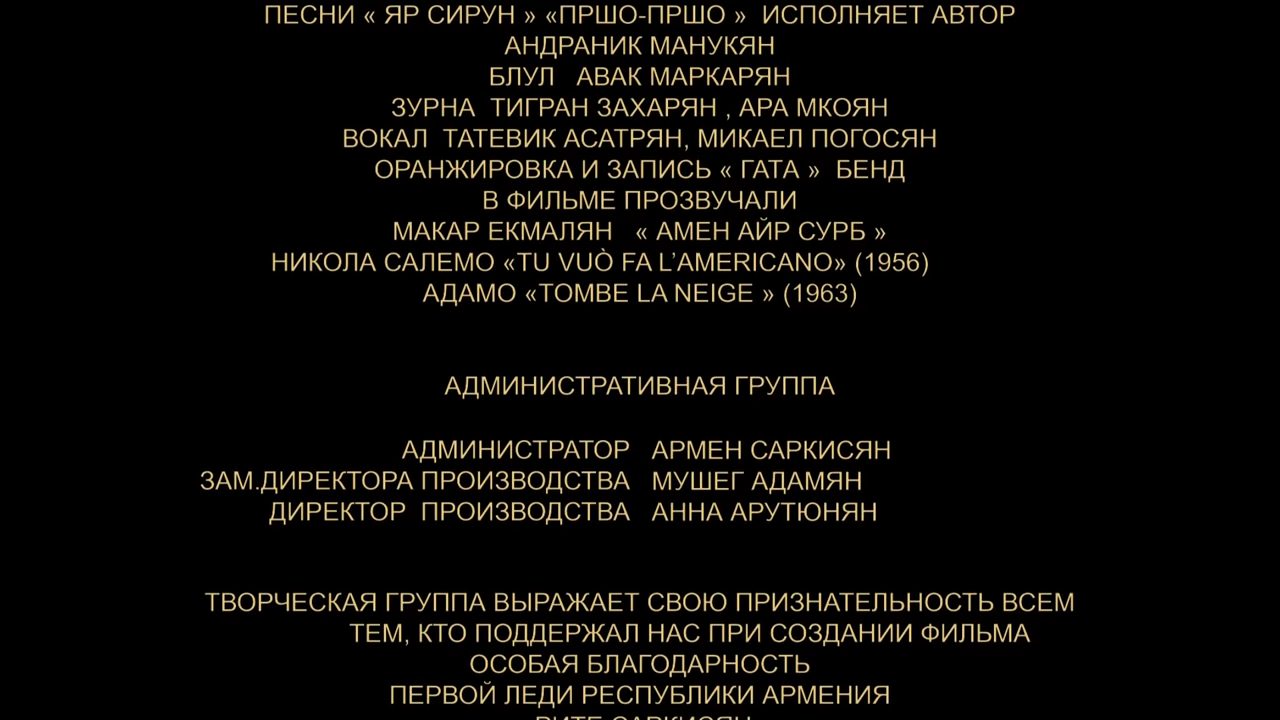 ПЕСНИ « ЯР СИРУН » «ПРШО-ПРШО » ИСПОЛНЯЕТ АВТОР
АНДРАНИК МАНУКЯН
БЛУЛ АВАК МАРКАРЯН
ЗУРНА ТИГРАН ЗАХАРЯН , АРА МКОЯН
ВОКАЛ ТАТЕВИК АСАТРЯН, МИКАЕЛ ПОГОСЯН
ОРАНЖИРОВКА И ЗАПИСЬ « ГАТА » БЕНД
В ФИЛЬМЕ ПРОЗВУЧАЛИ
МАКАР ЕКМАЛЯН « АМЕН АЙР СУРБ »
НИКОЛА САЛЕМО «TU VUÒ FA L'AMERICANO» (1956)
АДАМО «TOMBE LA NEIGE » (1963)
АДМИНИСТРАТИВНАЯ ГРУППА
АДМИНИСТРАТОР АРМЕН САРКИСЯН
ЗАМ.ДИРЕКТОРА ПРОИЗВОДСТВА МУШЕГ АДАМЯН
ДИРЕКТОР ПРОИЗВОДСТВА АННА АРУТЮНЯН
ТВОРЧЕСКАЯ ГРУППА ВЫРАЖАЕТ СВОЮ ПРИЗНАТЕЛЬНОСТЬ ВСЕМ
ТЕМ, КТО ПОДДЕРЖАЛ НАС ПРИ СОЗДАНИИ ФИЛЬМА
ОСОБАЯ БЛАГОДАРНОСТЬ
ПЕРВОЙ ЛЕДИ РЕСПУБЛИКИ АРМЕНИЯ